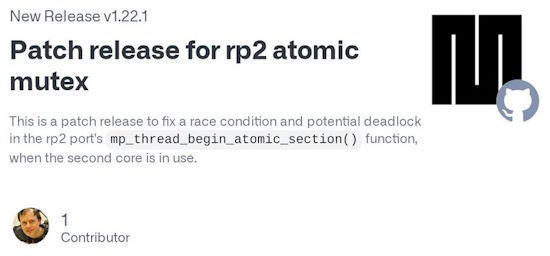 New Release v1.22.1
Patch release for rp2 atomic
mutex
This is a patch release to fix a race condition and potential deadlock
in the rp2 port's mp_thread_begin_atomic_section() function,
when the second core is in use.
1
Contributor